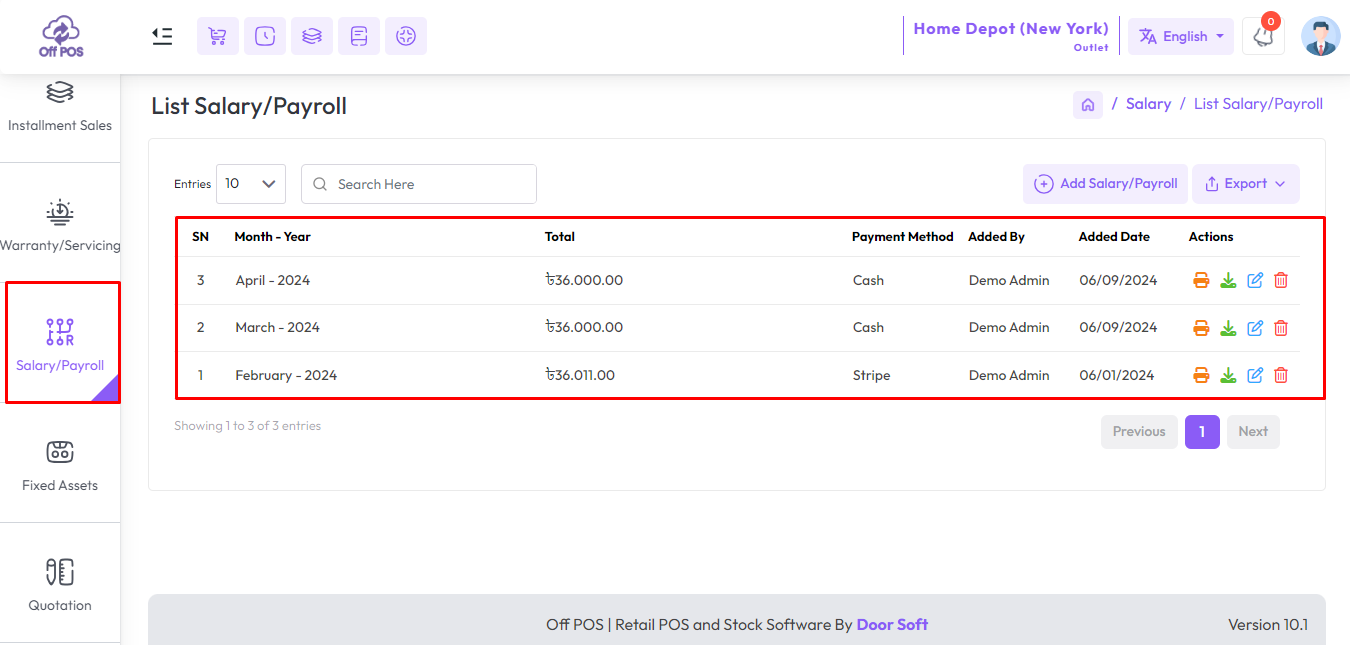 Off POS
Home Depot (New York)
Outlet
English
0
Installment Sales
Warranty/Servicing
Salary/Payroll
Fixed Assets
Quotation
List Salary/Payroll
/ Salary / List Salary/Payroll
Entries 10 Search Here Add Salary/Payroll Export
SN Month - Year Total Payment Method Added By Added Date Actions
3 April - 2024 ৳36.000.00 Cash Demo Admin 06/09/2024
2 March - 2024 ৳36.000.00 Cash Demo Admin 06/09/2024
1 February - 2024 ৳36.011.00 Stripe Demo Admin 06/01/2024
Showing 1 to 3 of 3 entries
Previous 1 Next
Off POS | Retail POS and Stock Software By Door Soft Version 10.1